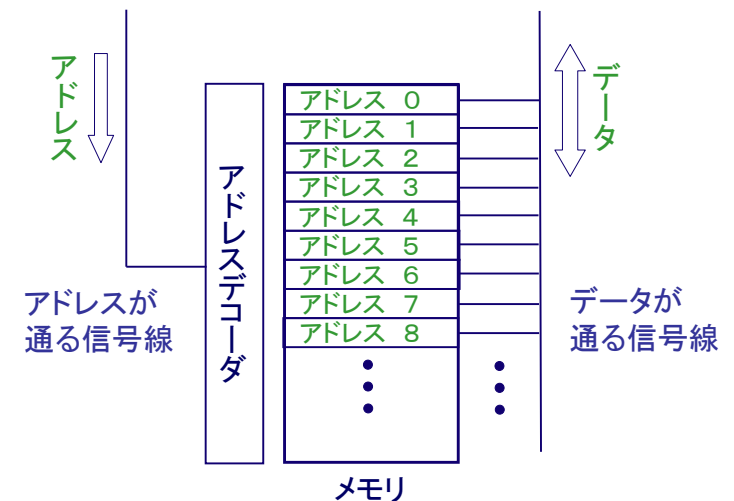 アドレス
アドレスデコーダ
アドレス 0
アドレス 1
アドレス 2
アドレス 3
アドレス 4
アドレス 5
アドレス 6
アドレス 7
アドレス 8
データ
アドレスが
通る信号線
データが
通る信号線
メモリ